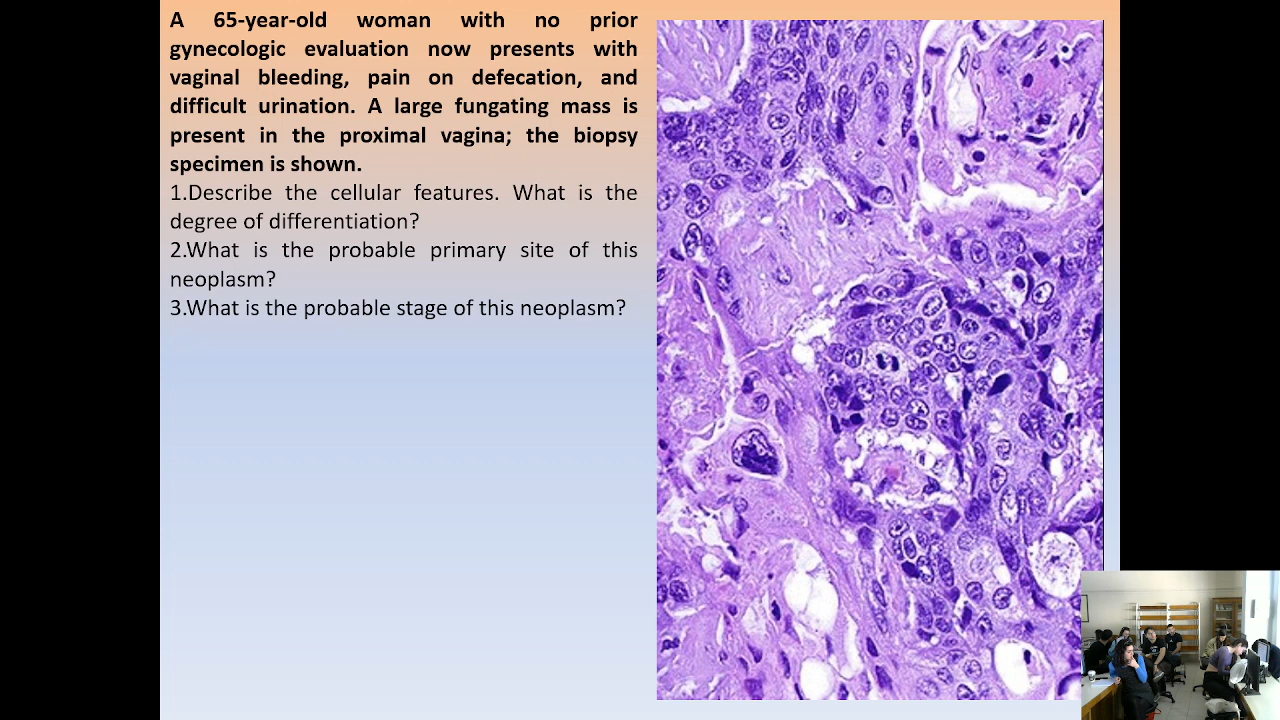 A 65-year-old woman with no prior
gynecologic evaluation now presents with
vaginal bleeding, pain on defecation, and
difficult urination. A large fungating mass is
present in the proximal vagina; the biopsy
specimen is shown.
1.Describe the cellular features. What is the
degree of differentiation?
2.What is the probable primary site of this
neoplasm?
3.What is the probable stage of this neoplasm?